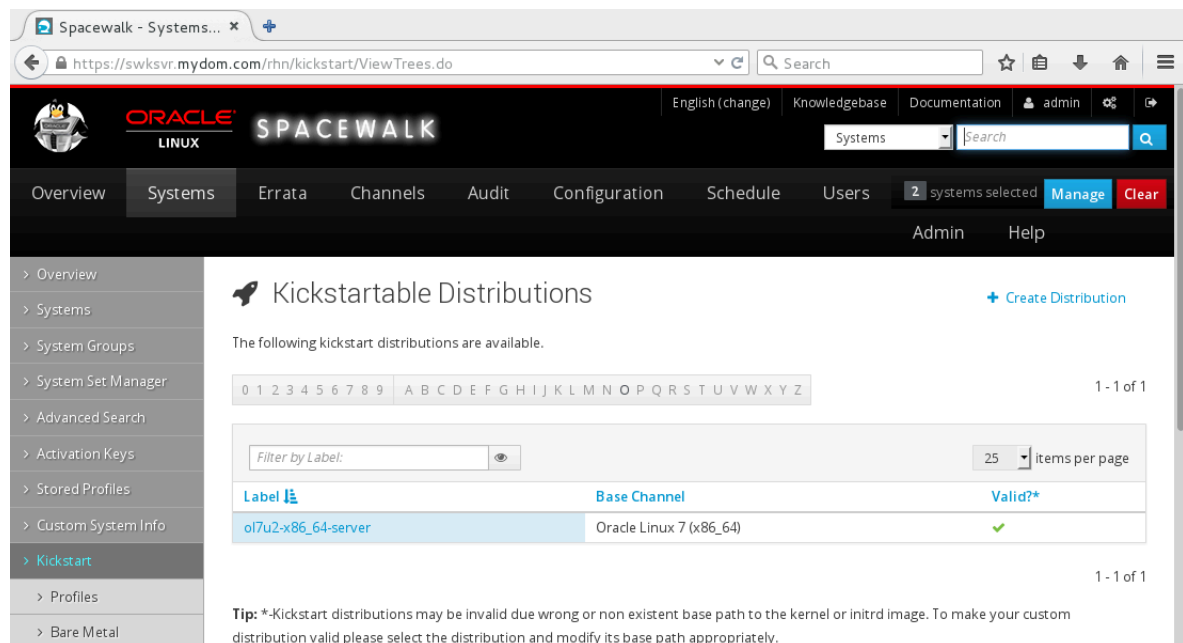 Spacewalk - Systems...
https://swksvr.mydom.com/rhn/kickstart/ViewTrees.do
Search
English (change) Knowledgebase Documentation admin
ORACLE
LINUX
SPACEWALK
Systems Search
Overview Systems Errata Channels Audit Configuration Schedule Users 2 systems selected Manage Clear
Admin Help
> Overview
> Systems
> System Groups
> System Set Manager
> Advanced Search
> Activation Keys
> Stored Profiles
> Custom System Info
> Kickstart
> Profiles
> Bare Metal
Kickstartable Distributions
+ Create Distribution
The following kickstart distributions are available.
0 1 2 3 4 5 6 7 8 9 A B C D E F G H I J K L M N O P Q R S T U V W X Y Z
1 - 1 of 1
Filter by Label:
25 items per page
Label Base Channel Valid?*
ol7u2-x86_64-server Oracle Linux 7 (x86_64)
1 - 1 of 1
Tip: *-Kickstart distributions may be invalid due wrong or non existent base path to the kernel or initrd image. To make your custom
distribution valid please select the distribution and modify its base path appropriately.